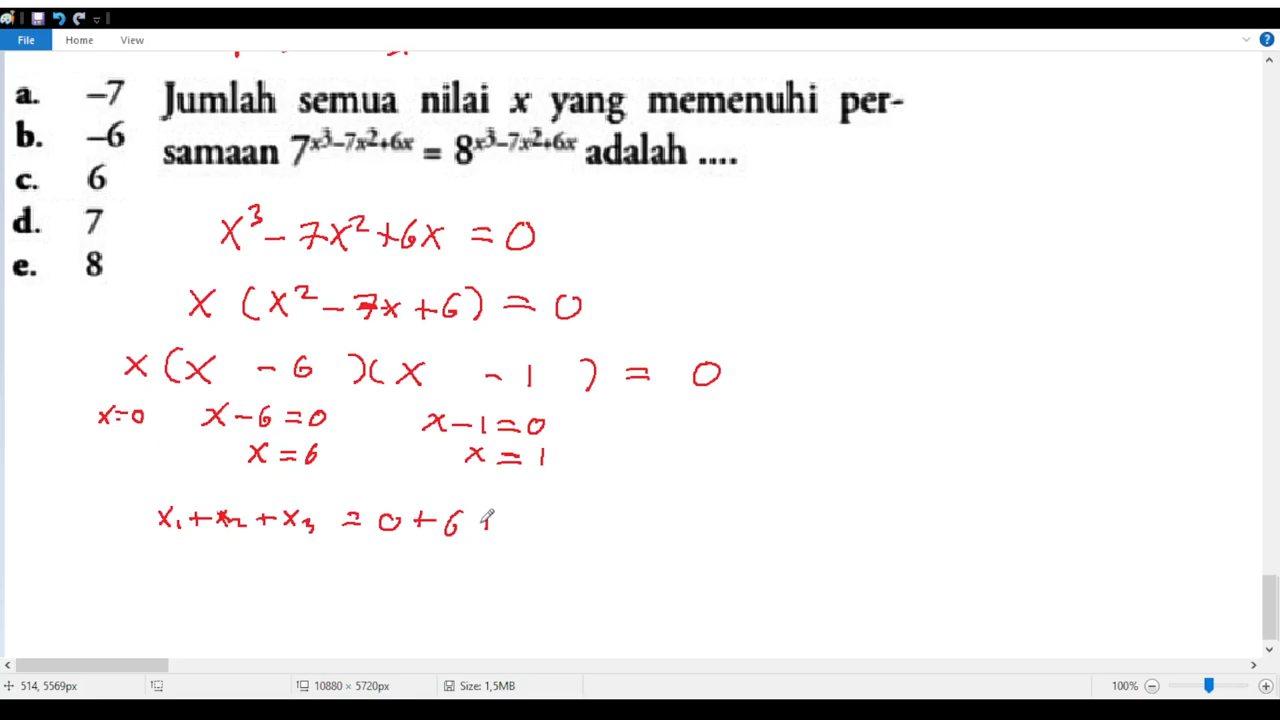 File Home View
a. –7
b. –6
c. 6
d. 7
e. 8
Jumlah semua nilai x yang memenuhi per-
samaan 7^{x³–7x²+6x} = 8^{x³–7x²+6x} adalah ....
x³ - 7x² + 6x = 0
x (x² - 7x + 6) = 0
x (x - 6 )( x - 1 ) = 0
x=0 x - 6 = 0 x - 1 = 0
x = 6 x = 1
x₁ + x₂ + x₃ = 0 + 6
514, 5569px 10880 × 5720px Size: 1,5MB 100%